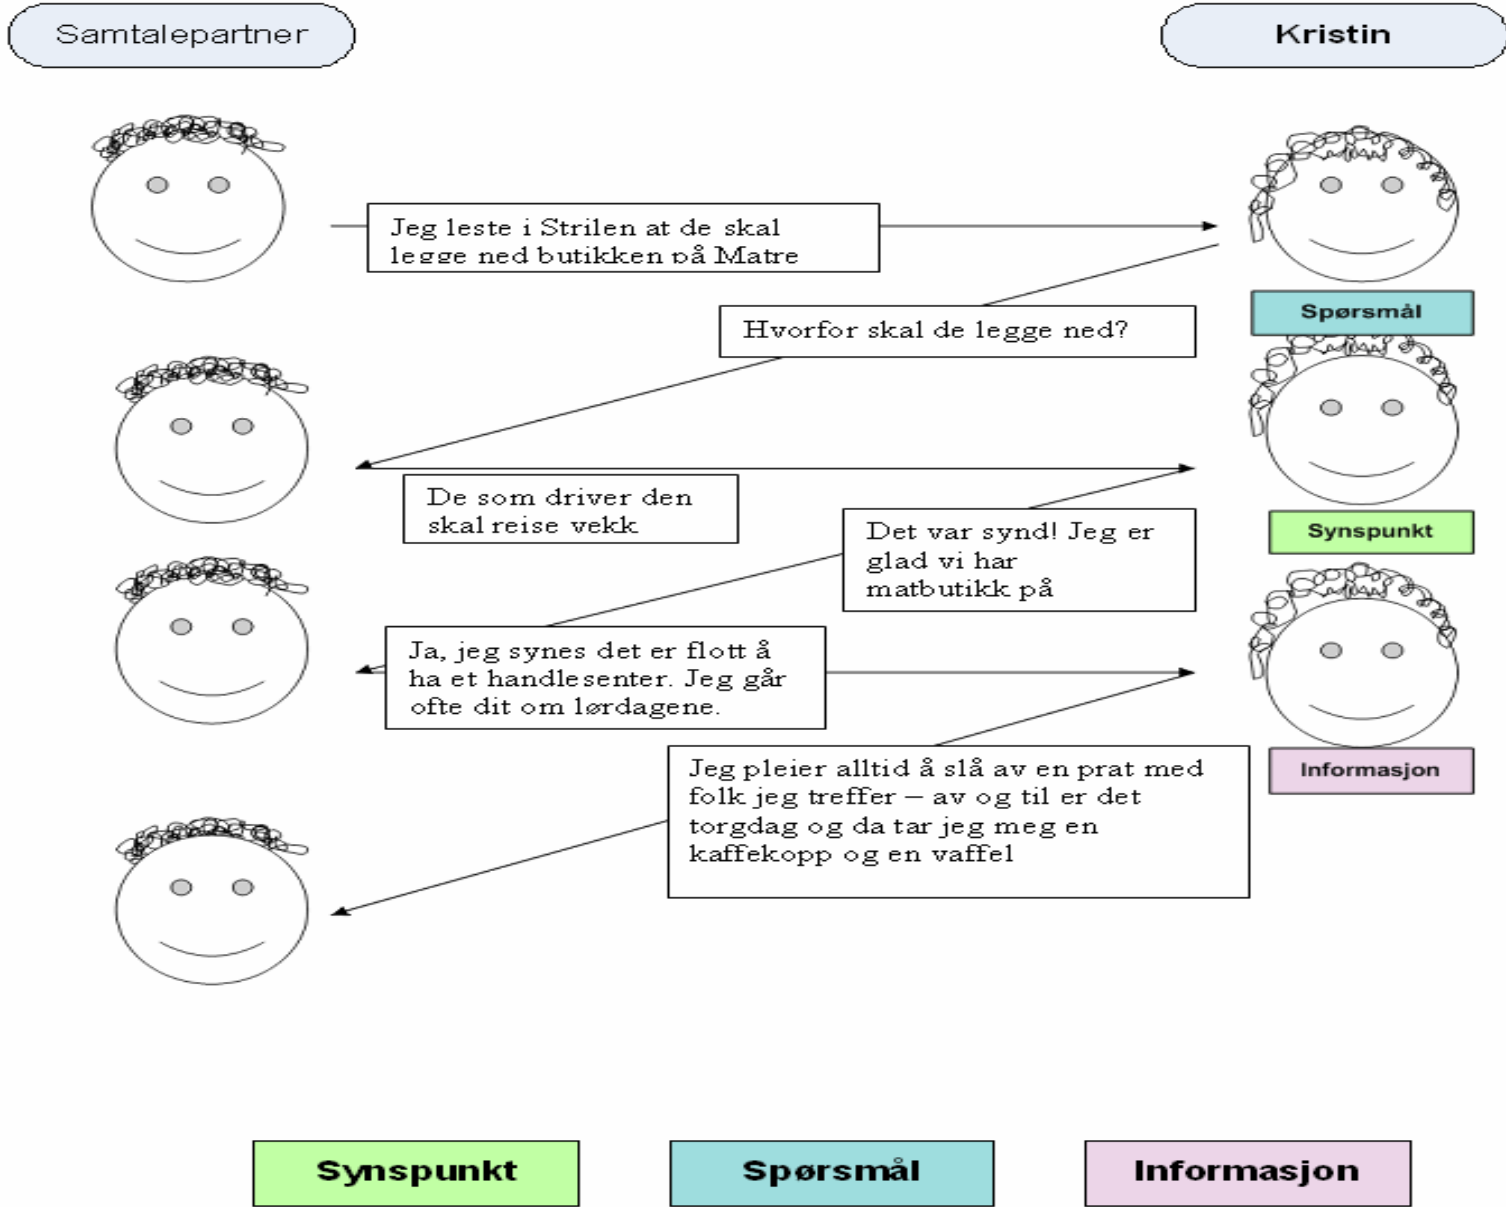 Samtalepartner
Kristin
Jeg leste i Strilen at de skal
legge ned butikken på Matre
Spørsmål
Hvorfor skal de legge ned?
De som driver den
skal reise vekk
Det var synd! Jeg er
glad vi har
matbutikk på
Synspunkt
Ja, jeg synes det er flott å
ha et handlesenter. Jeg går
ofte dit om lørdagene.
Jeg pleier alltid å slå av en prat med
folk jeg treffer – av og til er det
torgdag og da tar jeg meg en
kaffekopp og en vaffel
Informasjon
Synspunkt
Spørsmål
Informasjon